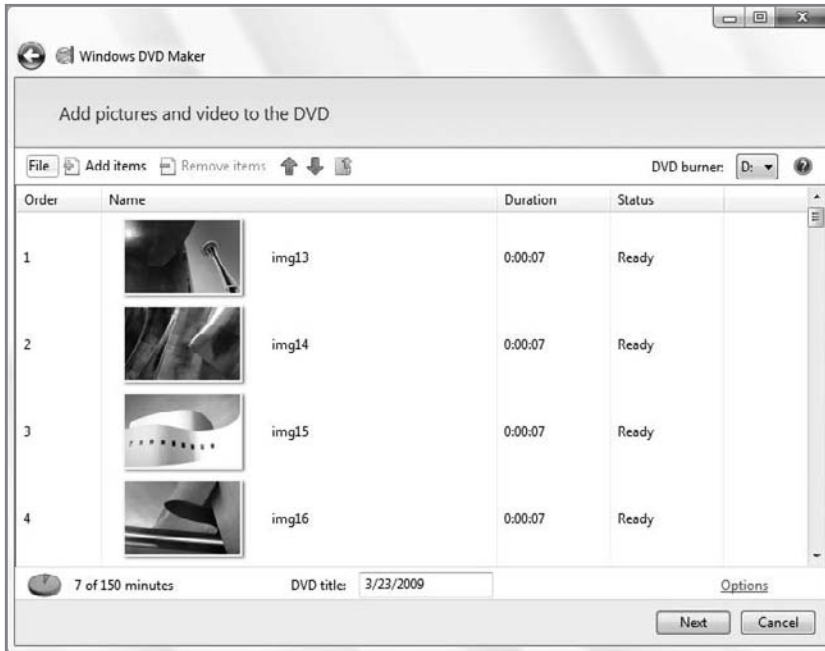 Windows DVD Maker
Add pictures and video to the DVD
File Add items Remove items DVD burner: D:
Order Name Duration Status
1 img13 0:00:07 Ready
2 img14 0:00:07 Ready
3 img15 0:00:07 Ready
4 img16 0:00:07 Ready
7 of 150 minutes DVD title: 3/23/2009 Options
Next Cancel